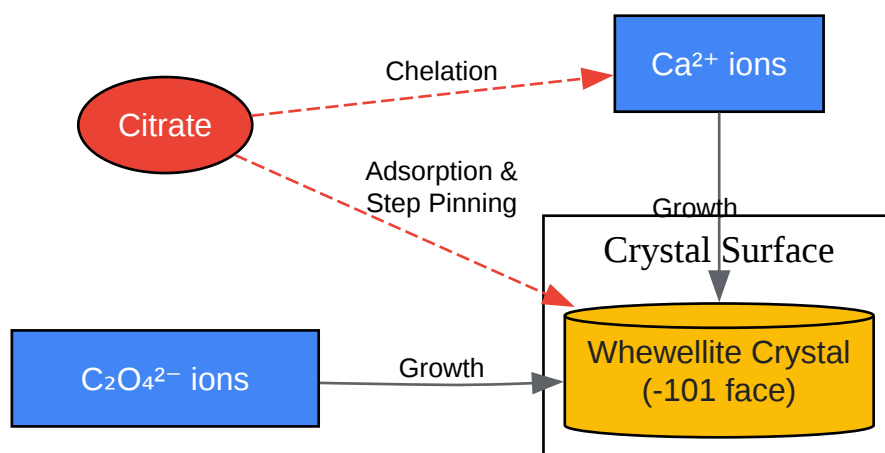 Chelation
Ca²⁺ ions
Citrate
Adsorption &
Step Pinning
Growth
Crystal Surface
Whewellite Crystal
(-101 face)
C₂O₄²⁻ ions
Growth